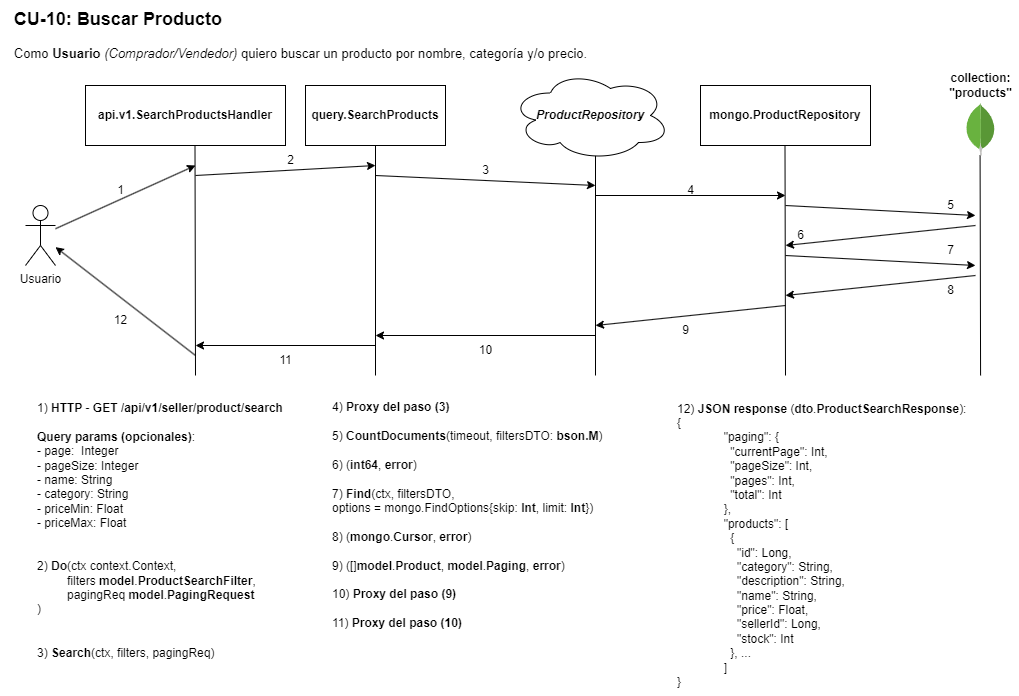 CU-10: Buscar Producto
Como Usuario (Comprador/Vendedor) quiero buscar un producto por nombre, categoría y/o precio.
collection:
"products"
api.v1.SearchProductsHandler
query.SearchProducts
ProductRepository
mongo.ProductRepository
1
2
3
4
5
6
7
8
9
10
11
12
Usuario
1) HTTP - GET /api/v1/seller/product/search
Query params (opcionales):
- page:  Integer
- pageSize: Integer
- name: String
- category: String
- priceMin: Float
- priceMax: Float
2) Do(ctx context.Context,
filters model.ProductSearchFilter,
pagingReq model.PagingRequest
)
3) Search(ctx, filters, pagingReq)
4) Proxy del paso (3)
5) CountDocuments(timeout, filtersDTO: bson.M)
6) (int64, error)
7) Find(ctx, filtersDTO,
options = mongo.FindOptions{skip: Int, limit: Int})
8) (mongo.Cursor, error)
9) ([]model.Product, model.Paging, error)
10) Proxy del paso (9)
11) Proxy del paso (10)
12) JSON response (dto.ProductSearchResponse):
{
"paging": {
"currentPage": Int,
"pageSize": Int,
"pages": Int,
"total": Int
},
"products": [
{
"id": Long,
"category": String,
"description": String,
"name": String,
"price": Float,
"sellerId": Long,
"stock": Int
}, ...
]
}